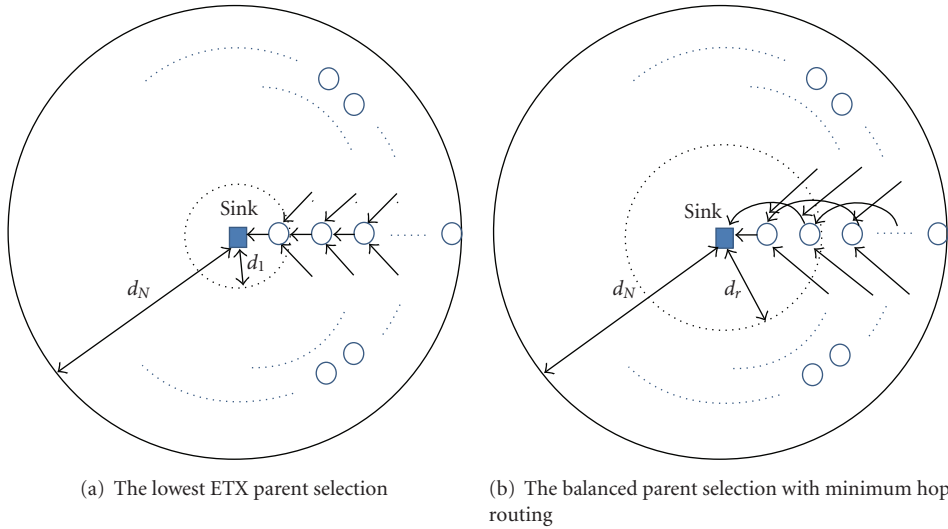 Sink
d1
dN
(a) The lowest ETX parent selection
Sink
dr
dN
(b) The balanced parent selection with minimum hop
routing